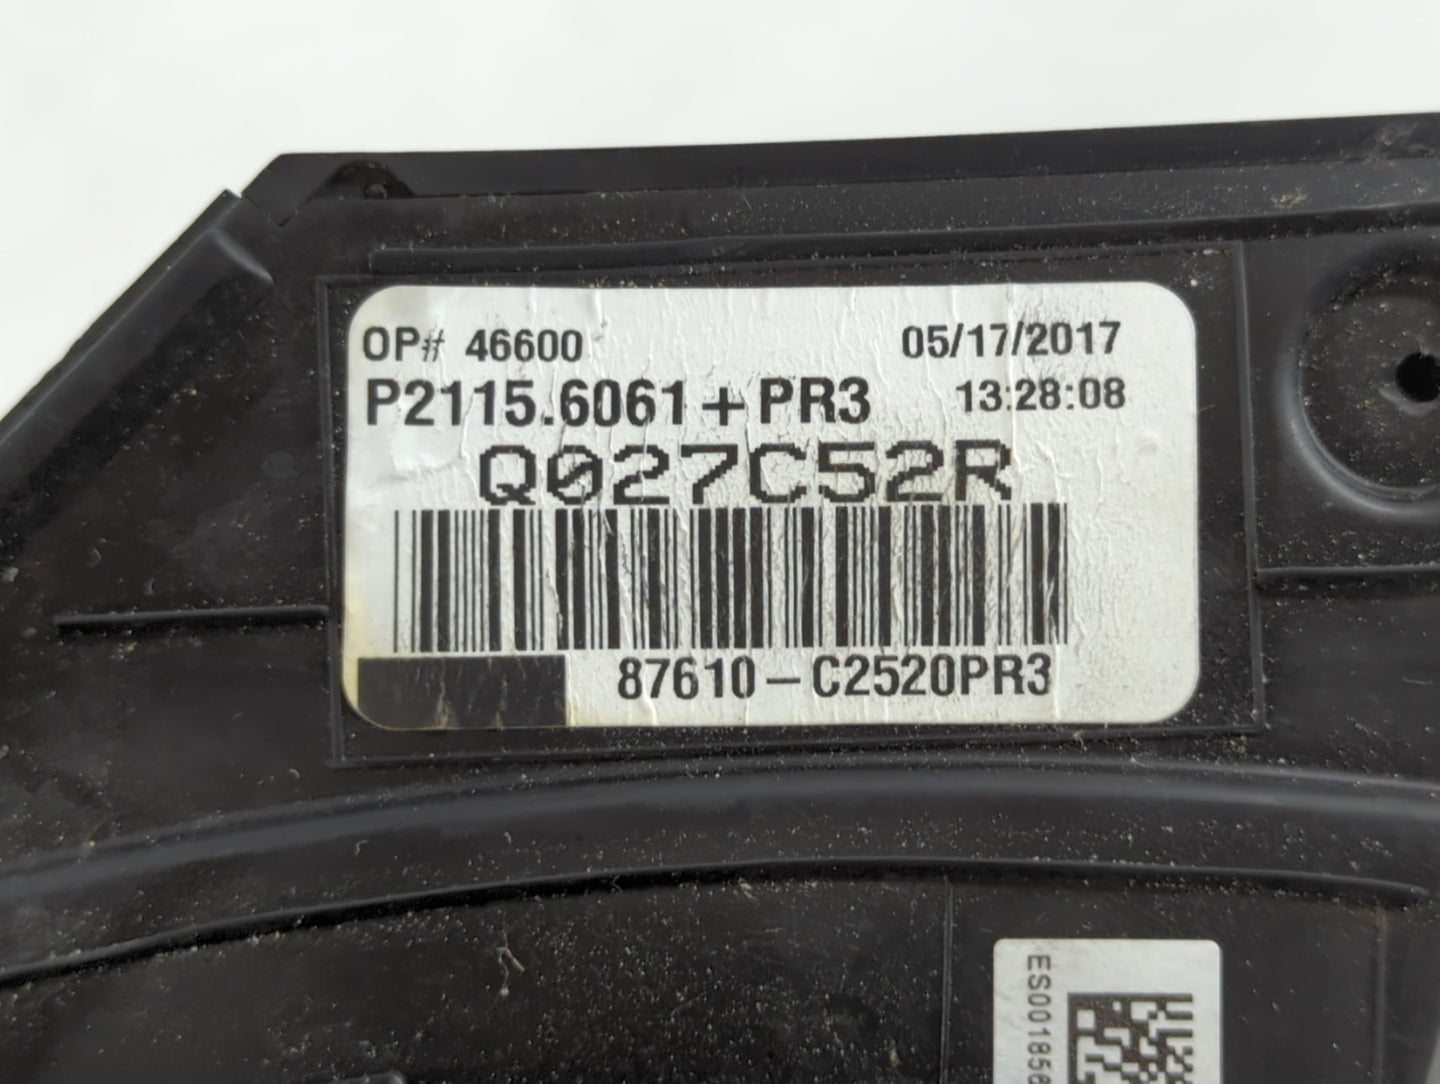 OP# 46600 05/17/2017
P2115.6061+PR3 13:28:08
Q027C52R
87610-C2520PR3